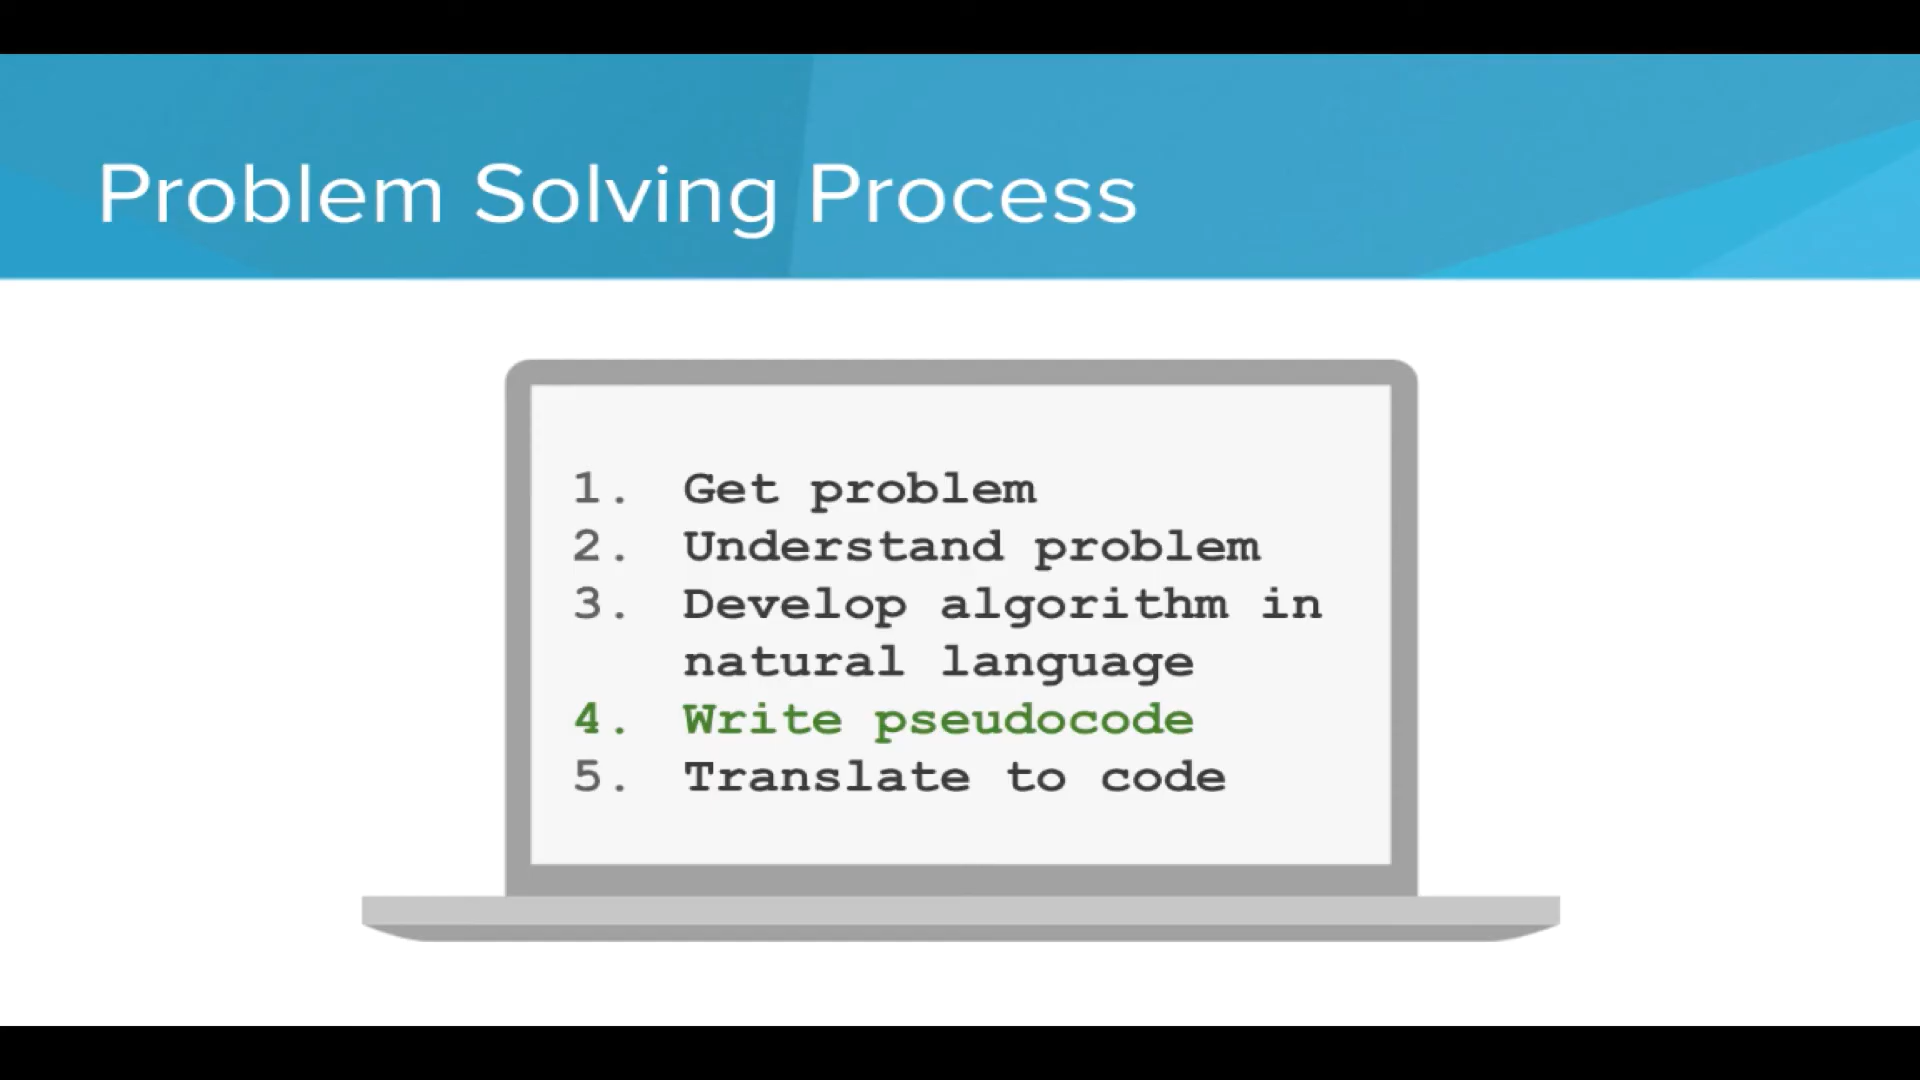 Problem Solving Process
1. Get problem
2. Understand problem
3. Develop algorithm in
natural language
4. Write pseudocode
5. Translate to code